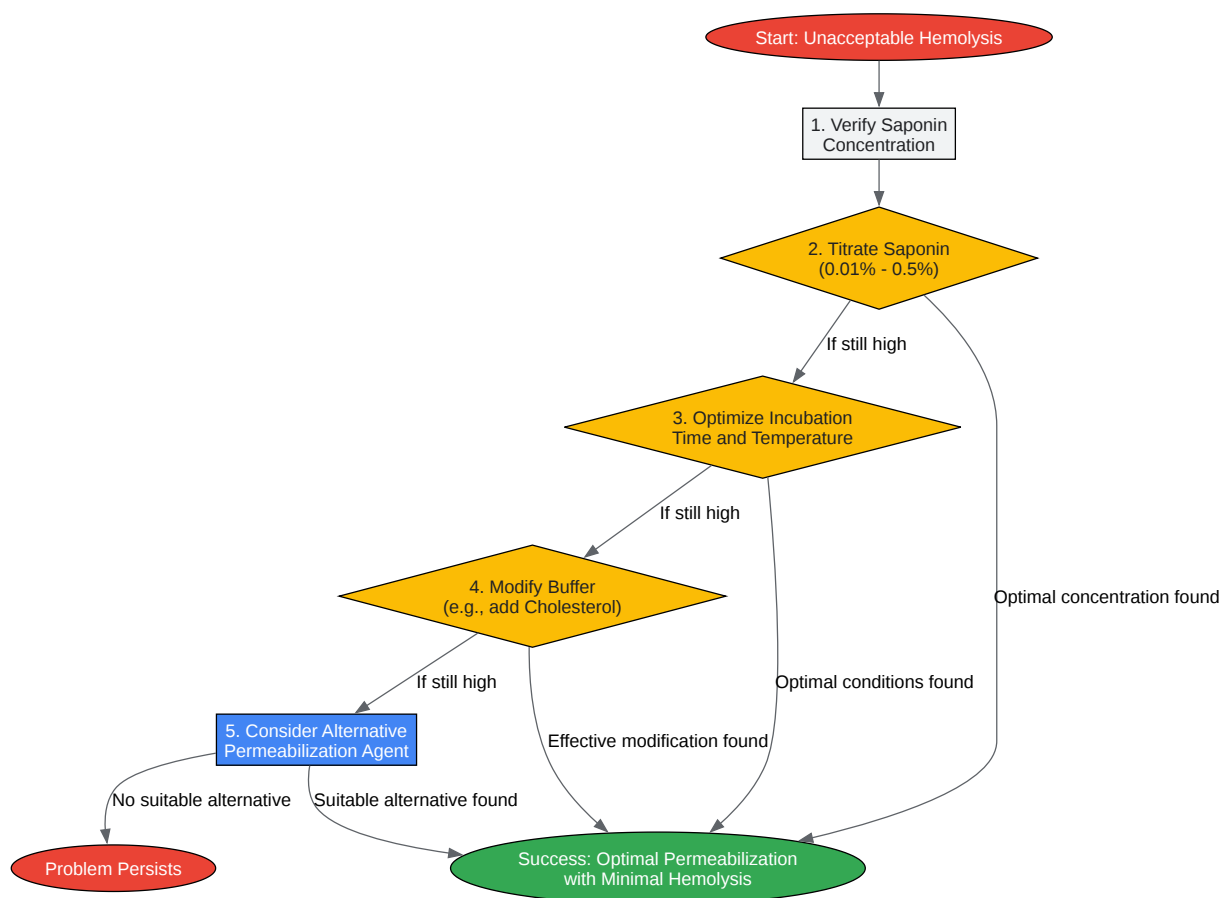 Start: Unacceptable Hemolysis
1. Verify Saponin
Concentration
2. Titrate Saponin
(0.01% - 0.5%)
If still high
3. Optimize Incubation
Time and Temperature
If still high
4. Modify Buffer
(e.g., add Cholesterol)
Optimal concentration found
If still high
Optimal conditions found
5. Consider Alternative
Permeabilization Agent
Effective modification found
No suitable alternative
Suitable alternative found
Problem Persists
Success: Optimal Permeabilization
with Minimal Hemolysis